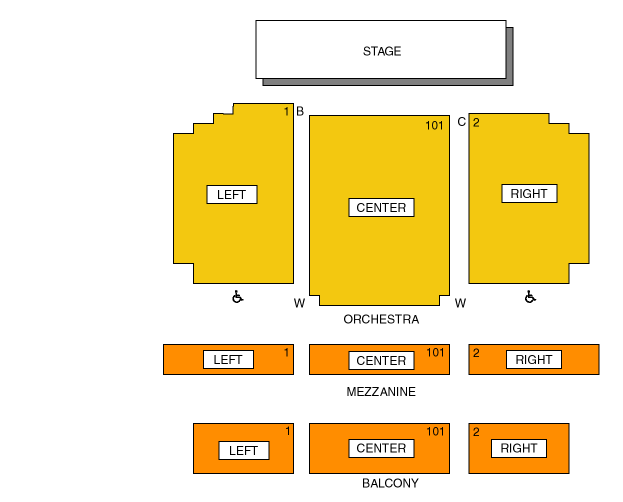 STAGE
1 B 101 C 2
LEFT CENTER RIGHT
W W
ORCHESTRA
1 101 2
LEFT CENTER RIGHT
MEZZANINE
1 101 2
LEFT CENTER RIGHT
BALCONY